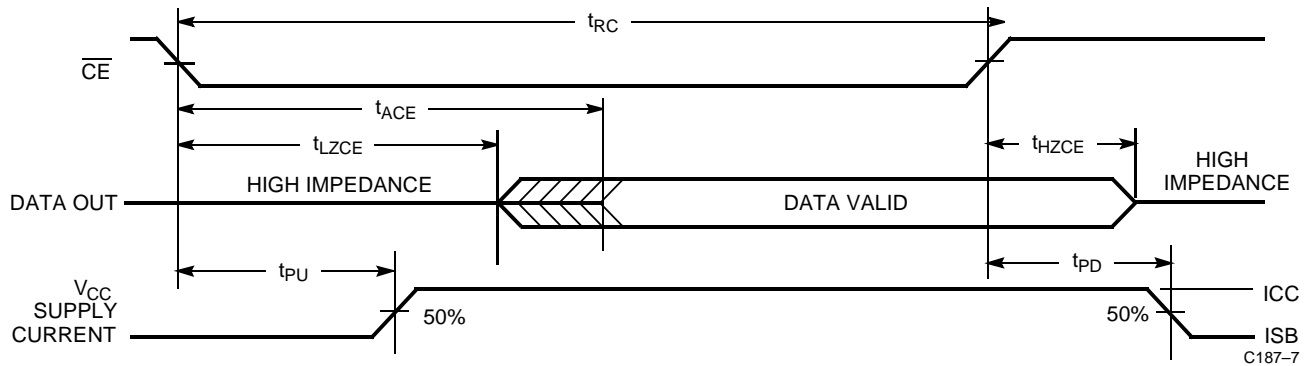 tRC
CE
tACE
tLZCE
tHZCE
HIGH IMPEDANCE
HIGH
IMPEDANCE
DATA OUT
DATA VALID
tPU
tPD
VCC
SUPPLY
CURRENT
50%
50%
ICC
ISB
C187–7